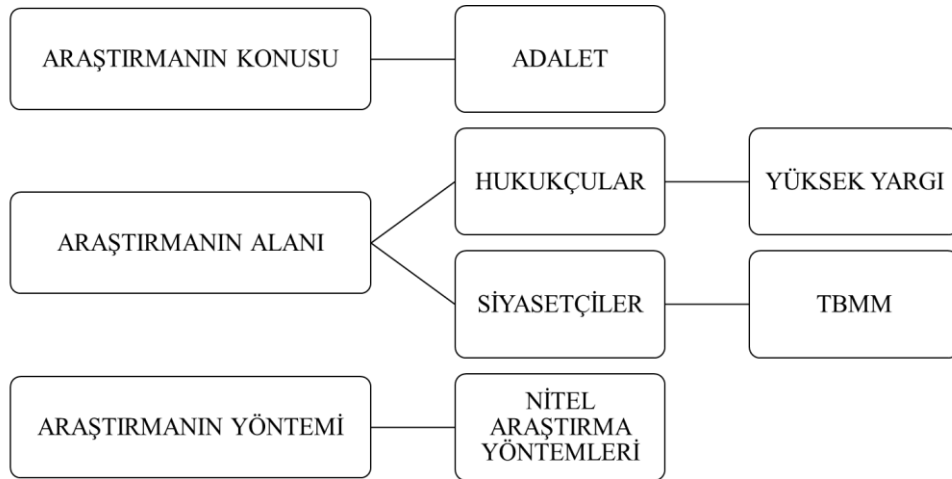 ARAŞTIRMANIN KONUSU
ADALET
ARAŞTIRMANIN ALANI
HUKUKÇULAR
YÜKSEK YARGI
SİYASETÇİLER
TBMM
ARAŞTIRMANIN YÖNTEMİ
NİTEL
ARAŞTIRMA
YÖNTEMLERİ